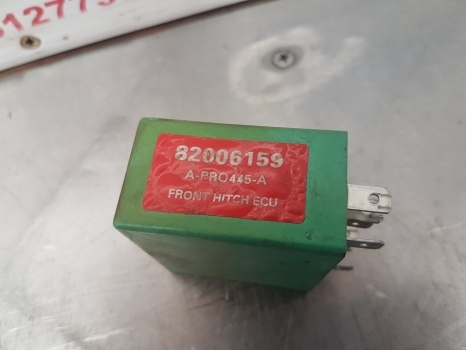 82006159
A-PRO445-A
FRONT HITCH ECU